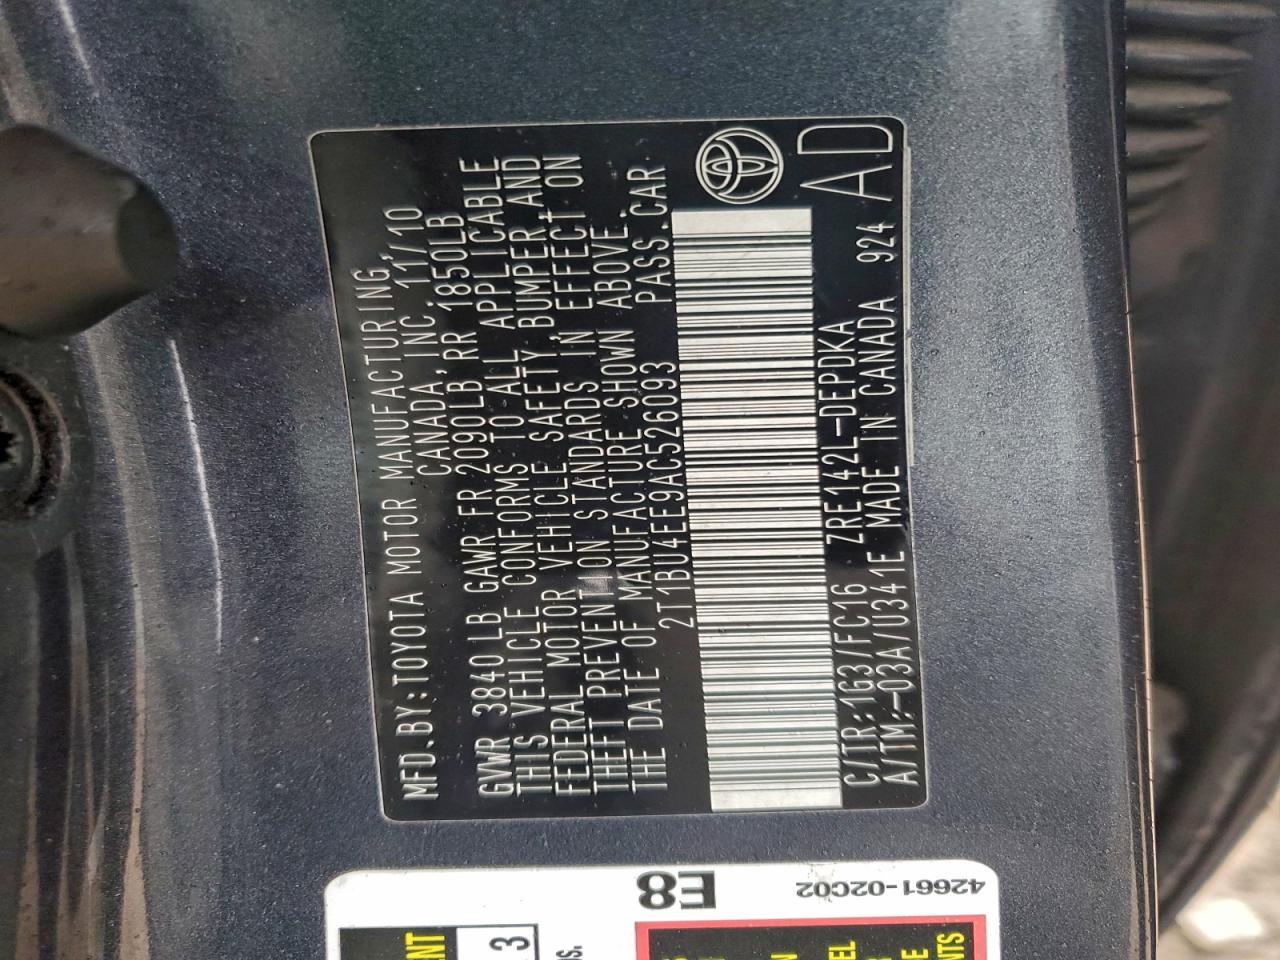 MFD.BY:TOYOTA MOTOR MANUFACTURING,
CANADA,INC. 11/10
GVWR 3840LB GAWR FR 2090LB,RR 1850LB
THIS VEHICLE CONFORMS TO ALL APPLICABLE
FEDERAL MOTOR VEHICLE SAFETY,BUMPER,AND
THEFT PREVENTION STANDARDS IN EFFECT ON
THE DATE OF MANUFACTURE SHOWN ABOVE.
2T1BU4EE9AC526093 PASS.CAR
C/TR:1G3/FC16 ZRE142L-DEPDKA
A/TM:-03A/U341E MADE IN CANADA 924 AD
E8
42661-02C02